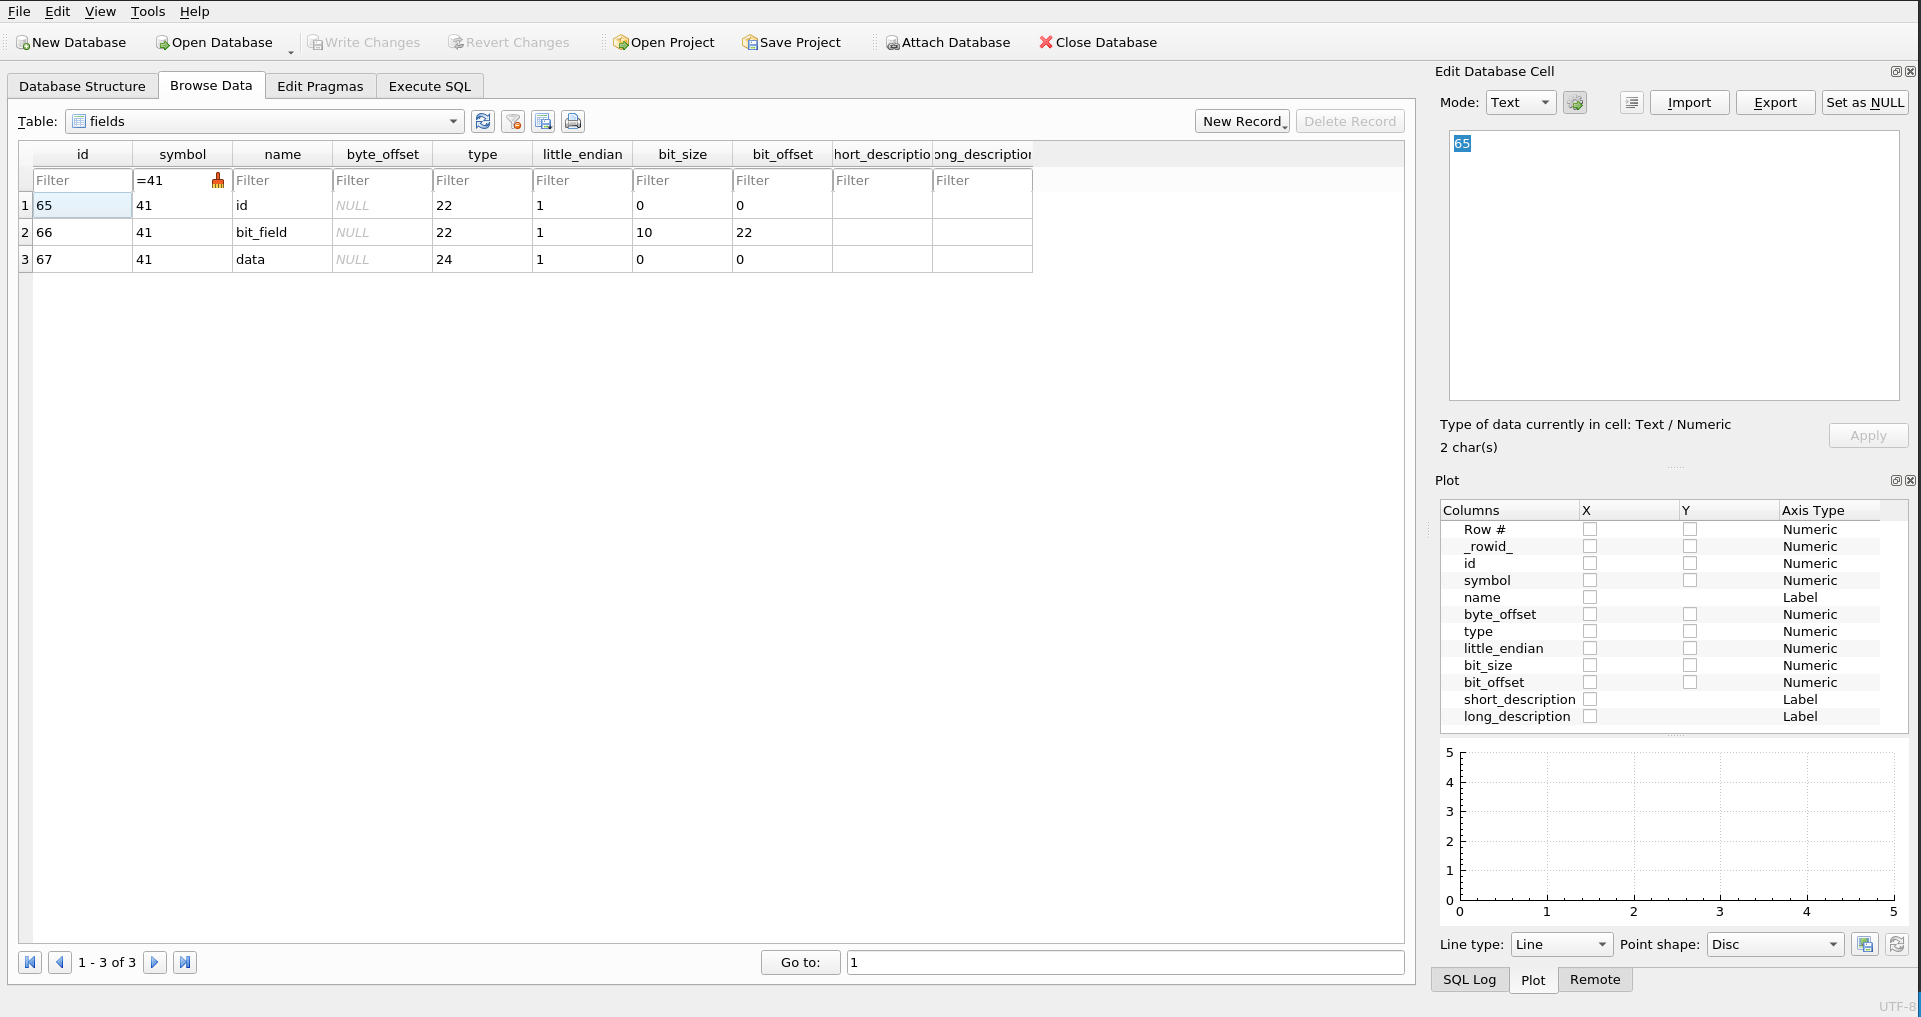 File Edit View Tools Help
New Database Open Database Write Changes Revert Changes Open Project Save Project Attach Database Close Database
Database Structure Browse Data Edit Pragmas Execute SQL
Table: fields New Record Delete Record
id symbol name byte_offset type little_endian bit_size bit_offset hort_descriptio ong_description
Filter =41 Filter Filter Filter Filter Filter Filter Filter Filter
1 65 41 id NULL 22 1 0 0
2 66 41 bit_field NULL 22 1 10 22
3 67 41 data NULL 24 1 0 0
1 - 3 of 3 Go to: 1
Edit Database Cell
Mode: Text Import Export Set as NULL
65
Type of data currently in cell: Text / Numeric
2 char(s)
Apply
Plot
Columns X Y Axis Type
Row # Numeric
_rowid_ Numeric
id Numeric
symbol Numeric
name Label
byte_offset Numeric
type Numeric
little_endian Numeric
bit_size Numeric
bit_offset Numeric
short_description Label
long_description Label
5
4
3
2
1
0
0 1 2 3 4 5
Line type: Line Point shape: Disc
SQL Log Plot Remote
UTF-8